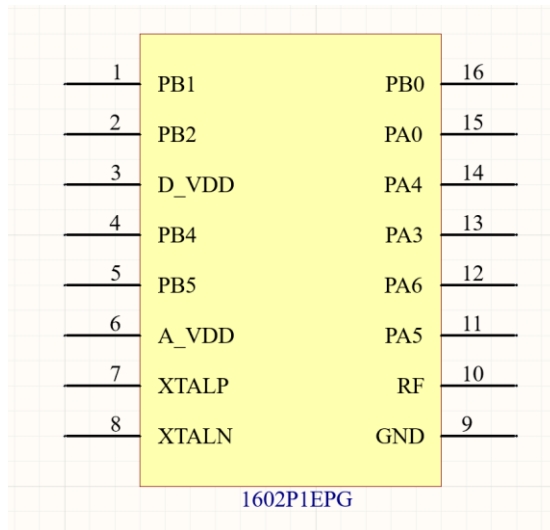 1 PB1 PB0 16
2 PB2 PA0 15
3 D_VDD PA4 14
4 PB4 PA3 13
5 PB5 PA6 12
6 A_VDD PA5 11
7 XTALP RF 10
8 XTALN GND 9
1602P1EPG